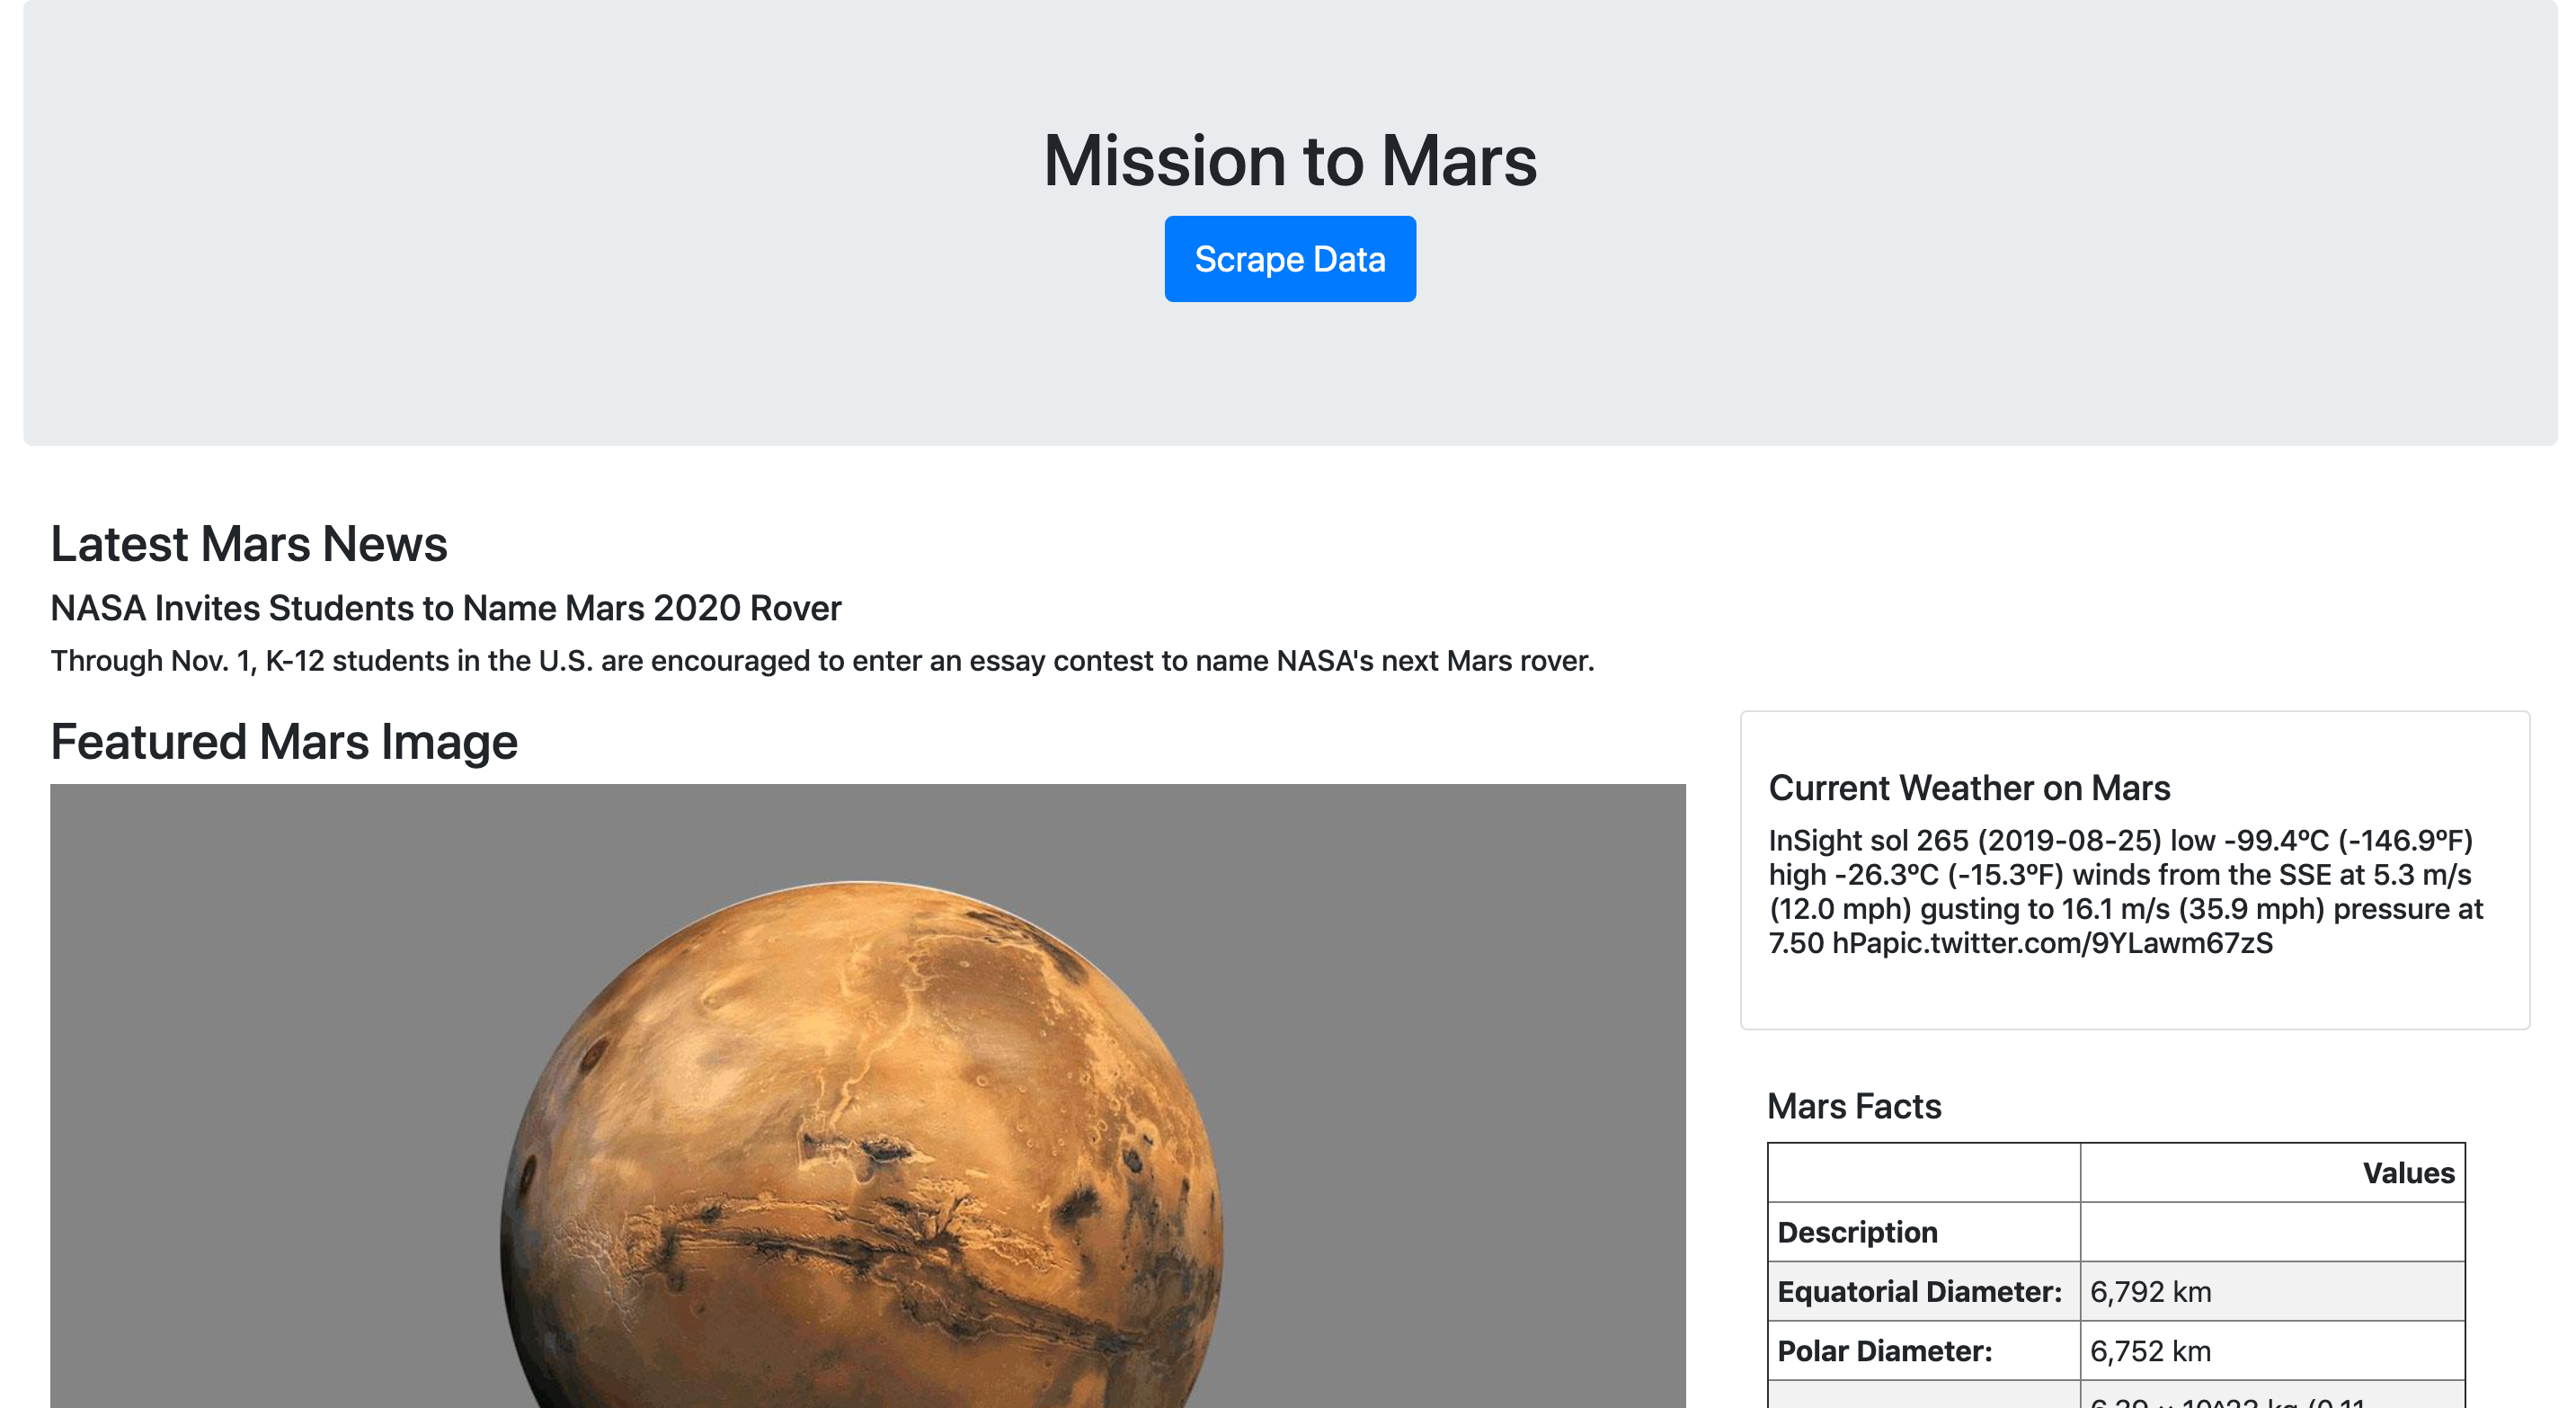 Mission to Mars
Scrape Data
Latest Mars News
NASA Invites Students to Name Mars 2020 Rover
Through Nov. 1, K-12 students in the U.S. are encouraged to enter an essay contest to name NASA's next Mars rover.
Featured Mars Image
Current Weather on Mars
InSight sol 265 (2019-08-25) low -99.4ºC (-146.9ºF)
high -26.3ºC (-15.3ºF) winds from the SSE at 5.3 m/s
(12.0 mph) gusting to 16.1 m/s (35.9 mph) pressure at
7.50 hPapic.twitter.com/9YLawm67zS
Mars Facts
Values
Description
Equatorial Diameter: 6,792 km
Polar Diameter: 6,752 km